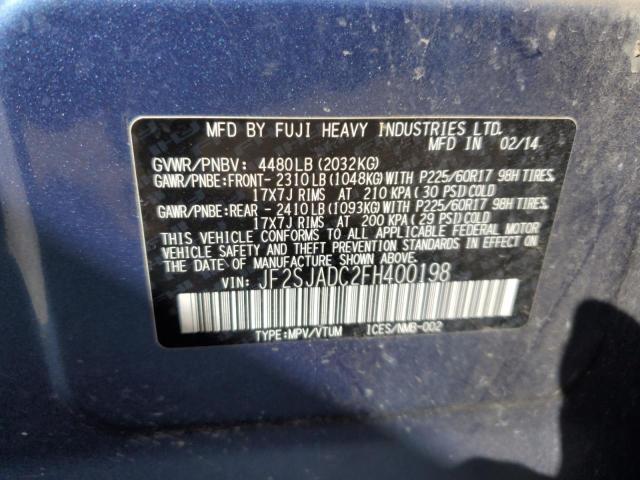 MFD BY FUJI HEAVY INDUSTRIES LTD.
MFD IN 02/14
GVWR/PNBV: 4480LB(2032KG)
GAWR/PNBE:FRONT- 2310LB(1048KG)WITH P225/60R17 98H TIRES,
17X7J RIMS AT 210 KPA(30 PSI)COLD
GAWR/PNBE:REAR - 2410LB(1093KG)WITH P225/60R17 98H TIRES,
17X7J RIMS AT 200 KPA(29 PSI)COLD
THIS VEHICLE CONFORMS TO ALL APPLICABLE FEDERAL MOTOR
VEHICLE SAFETY AND THEFT PREVENTION STANDARDS IN EFFECT ON
THE DATE OF MANUFACTURE SHOWN ABOVE.
VIN: JF2SJADC2FH400198
TYPE:MPV/VTUM ICES/NMB-002